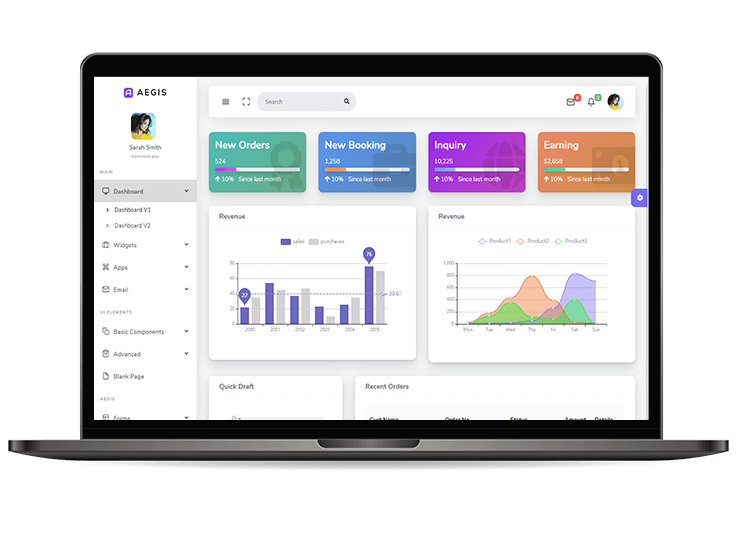 AEGIS
Search
6
3
Sarah Smith
Administrator
MAIN
Dashboard
Dashboard V1
Dashboard V2
Widgets
Apps
Email
UI ELEMENTS
Basic Components
Advanced
Blank Page
AEGIS
Forms
New Orders
524
10% Since last month
New Booking
1,258
10% Since last month
Inquiry
10,225
10% Since last month
Earning
$2,658
10% Since last month
Revenue
sales purchases
80
60
40
20
0
22
76
2000 2001 2002 2003 2004 2005
Revenue
Product1 Product2 Product3
1,000
800
600
400
200
0
Mon Tue Wed Thu Fri Sat Sun
Quick Draft
25
Recent Orders
Cust Name Order No Status Amount Details